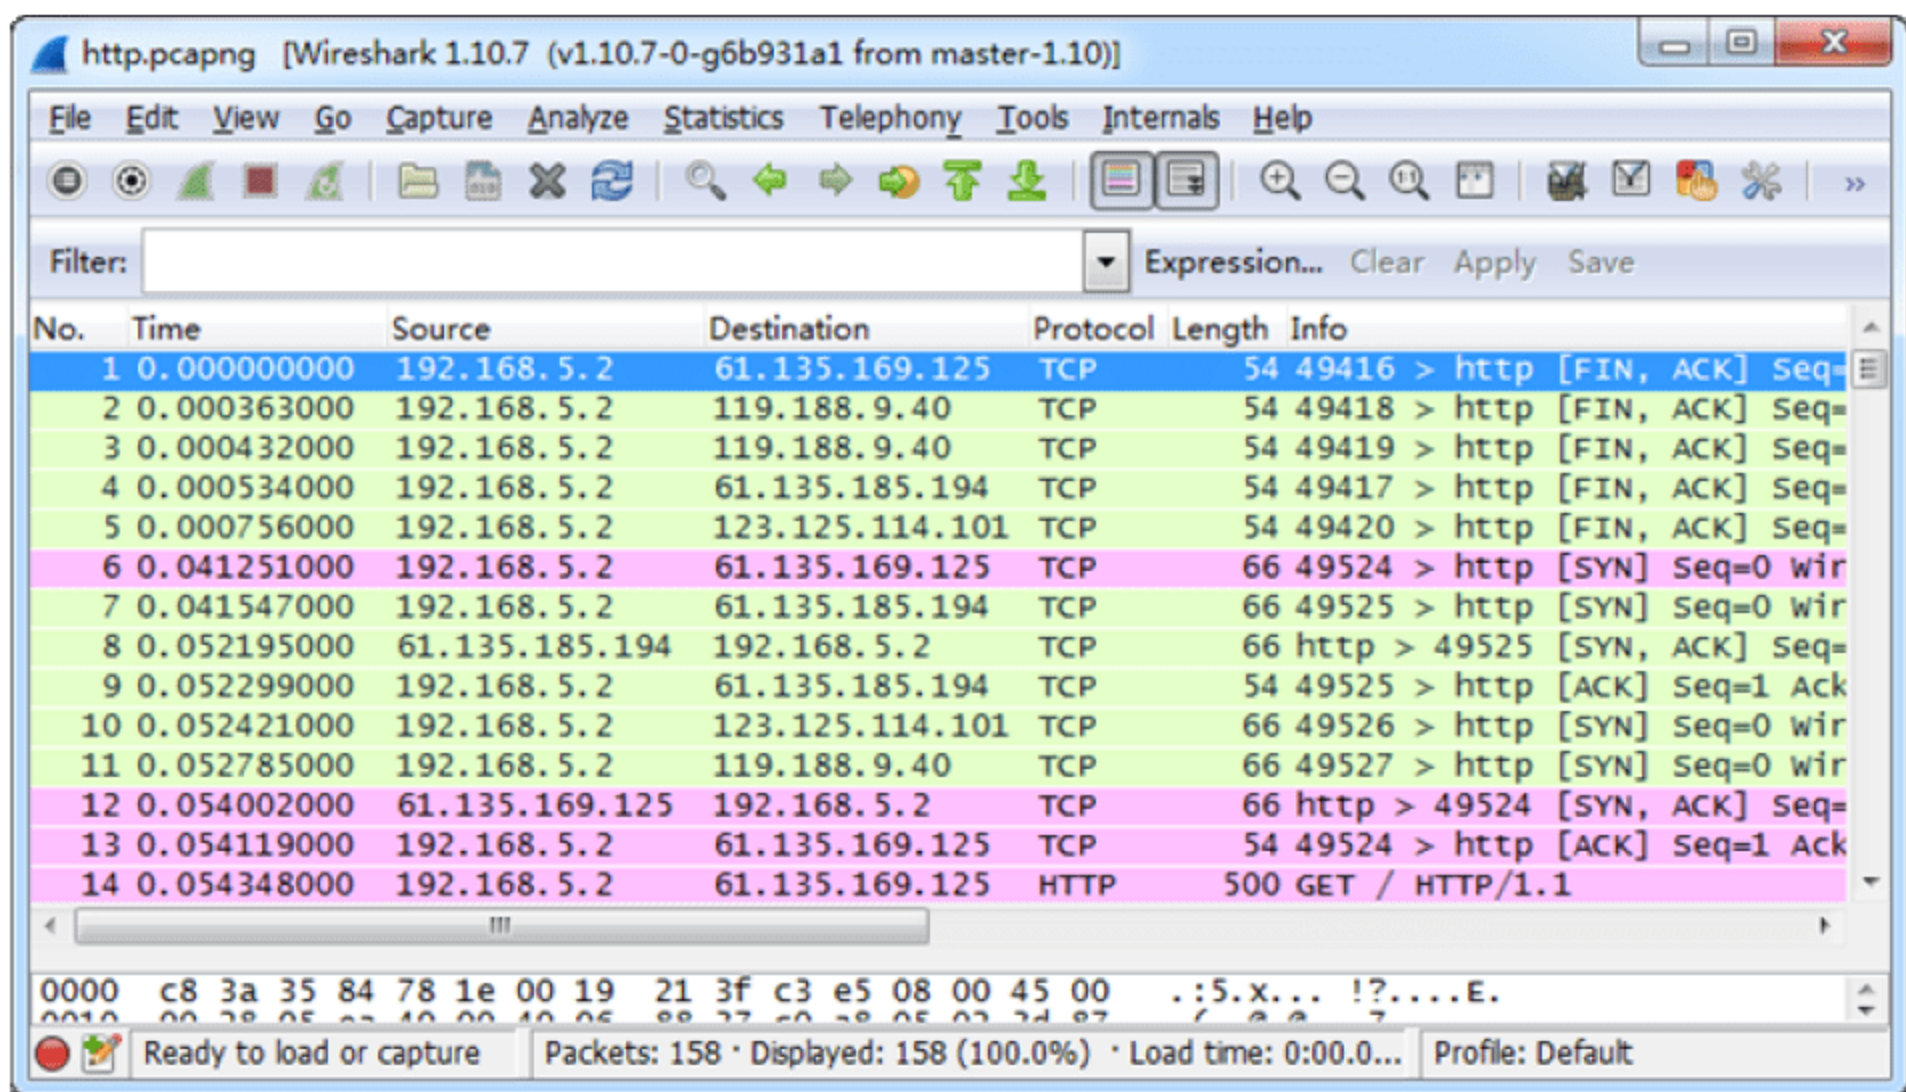 http.pcapng [Wireshark 1.10.7 (v1.10.7-0-g6b931a1 from master-1.10)]
File Edit View Go Capture Analyze Statistics Telephony Tools Internals Help
Filter: Expression... Clear Apply Save
No. Time Source Destination Protocol Length Info
1 0.000000000 192.168.5.2 61.135.169.125 TCP 54 49416 > http [FIN, ACK] Seq=
2 0.000363000 192.168.5.2 119.188.9.40 TCP 54 49418 > http [FIN, ACK] Seq=
3 0.000432000 192.168.5.2 119.188.9.40 TCP 54 49419 > http [FIN, ACK] Seq=
4 0.000534000 192.168.5.2 61.135.185.194 TCP 54 49417 > http [FIN, ACK] Seq=
5 0.000756000 192.168.5.2 123.125.114.101 TCP 54 49420 > http [FIN, ACK] Seq=
6 0.041251000 192.168.5.2 61.135.169.125 TCP 66 49524 > http [SYN] Seq=0 Wir
7 0.041547000 192.168.5.2 61.135.185.194 TCP 66 49525 > http [SYN] Seq=0 Wir
8 0.052195000 61.135.185.194 192.168.5.2 TCP 66 http > 49525 [SYN, ACK] Seq=
9 0.052299000 192.168.5.2 61.135.185.194 TCP 54 49525 > http [ACK] Seq=1 Ack
10 0.052421000 192.168.5.2 123.125.114.101 TCP 66 49526 > http [SYN] Seq=0 Wir
11 0.052785000 192.168.5.2 119.188.9.40 TCP 66 49527 > http [SYN] Seq=0 Wir
12 0.054002000 61.135.169.125 192.168.5.2 TCP 66 http > 49524 [SYN, ACK] Seq=
13 0.054119000 192.168.5.2 61.135.169.125 TCP 54 49524 > http [ACK] Seq=1 Ack
14 0.054348000 192.168.5.2 61.135.169.125 HTTP 500 GET / HTTP/1.1
0000 c8 3a 35 84 78 1e 00 19 21 3f c3 e5 08 00 45 00 .:5.x... !?....E.
Ready to load or capture Packets: 158 · Displayed: 158 (100.0%) · Load time: 0:00.0... Profile: Default